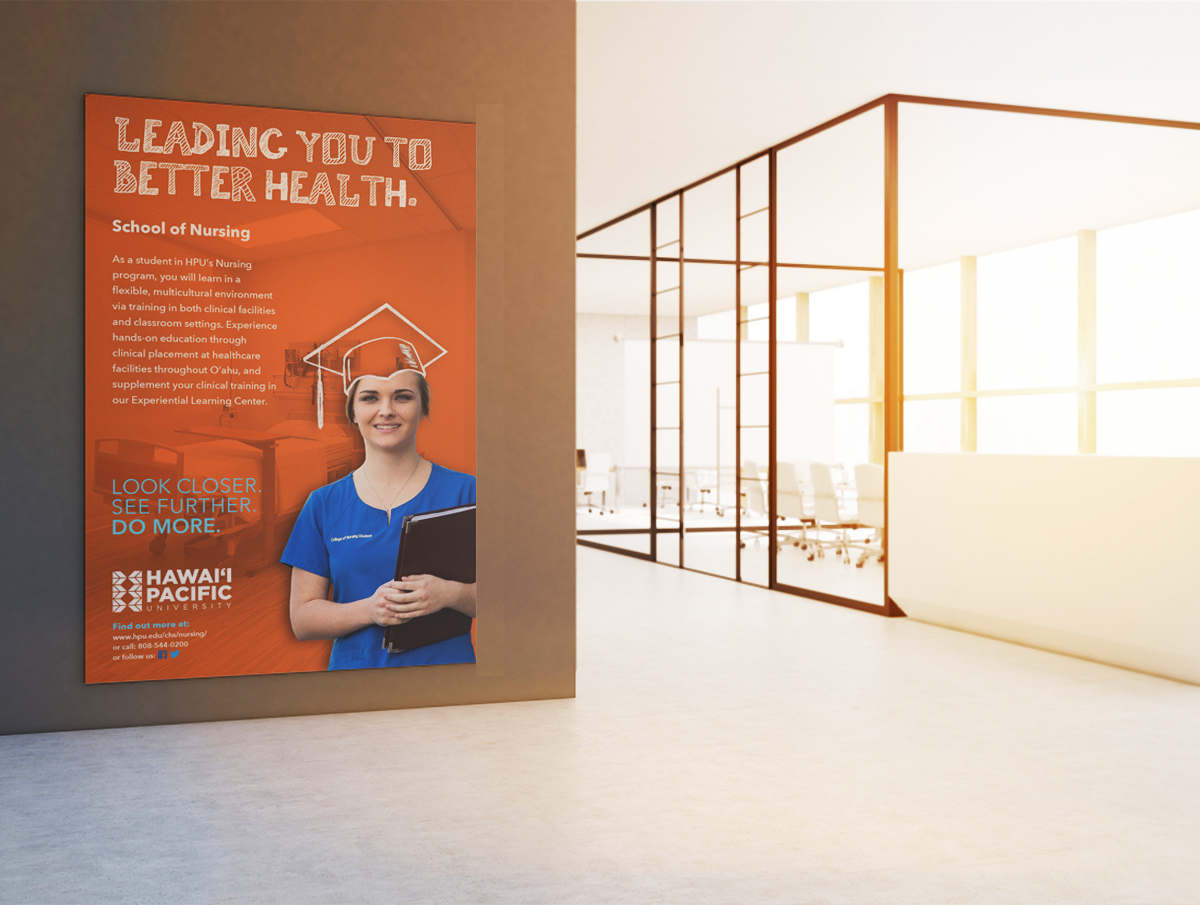 LEADING YOU TO
BETTER HEALTH.
School of Nursing
As a student in HPU's Nursing
program, you will learn in a
flexible, multicultural environment
via training in both clinical facilities
and classroom settings. Experience
hands-on education through
clinical placement at healthcare
facilities throughout O'ahu, and
supplement your clinical training in
our Experiential Learning Center.
LOOK CLOSER.
SEE FURTHER.
DO MORE.
College of Nursing Student
HAWAI‘I
PACIFIC
UNIVERSITY
Find out more at:
www.hpu.edu/chs/nursing/
or call: 808-544-0200
or follow us: